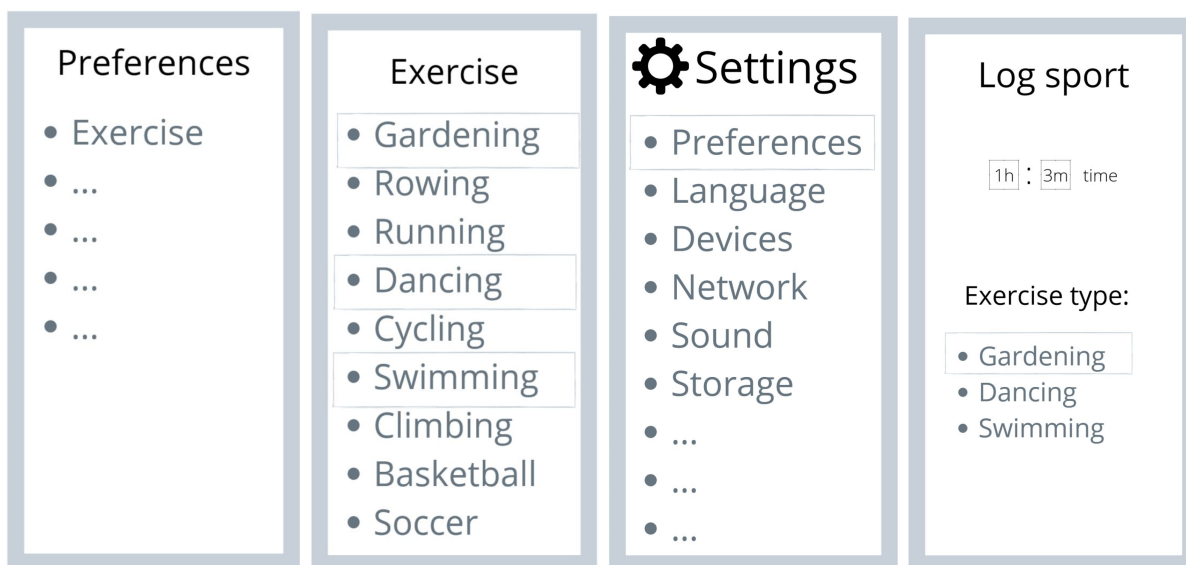 Preferences
• Exercise
• ...
• ...
• ...
• ...
Exercise
• Gardening
• Rowing
• Running
• Dancing
• Cycling
• Swimming
• Climbing
• Basketball
• Soccer
Settings
• Preferences
• Language
• Devices
• Network
• Sound
• Storage
• ...
• ...
• ...
Log sport
1h : 3m time
Exercise type:
• Gardening
• Dancing
• Swimming